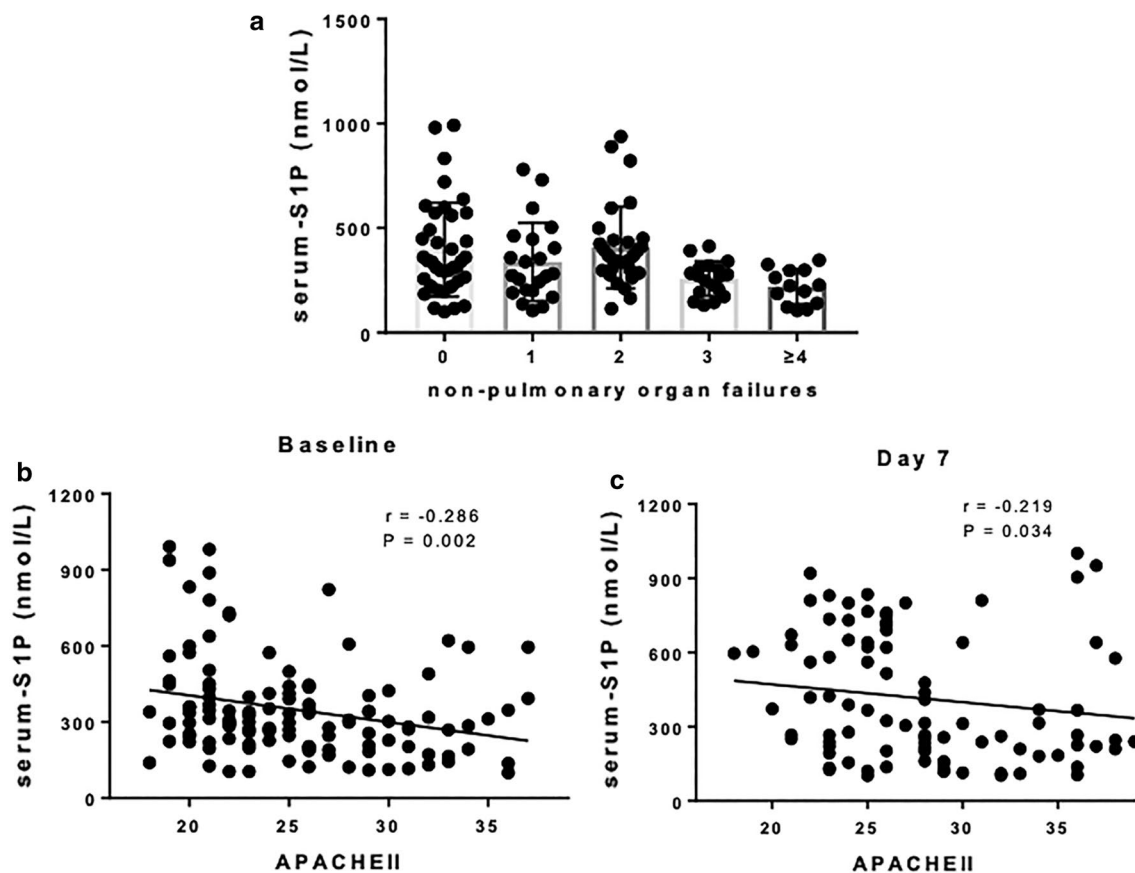 a
serum-S1P (nmol/L)
1500
1000
500
0
0 1 2 3 ≥4
non-pulmonary organ failures
b
Baseline
serum-S1P (nmol/L)
1200
900
600
300
0
r = -0.286
P = 0.002
20 25 30 35
APACHEII
c
Day 7
serum-S1P (nmol/L)
1200
900
600
300
0
r = -0.219
P = 0.034
20 25 30 35
APACHEII